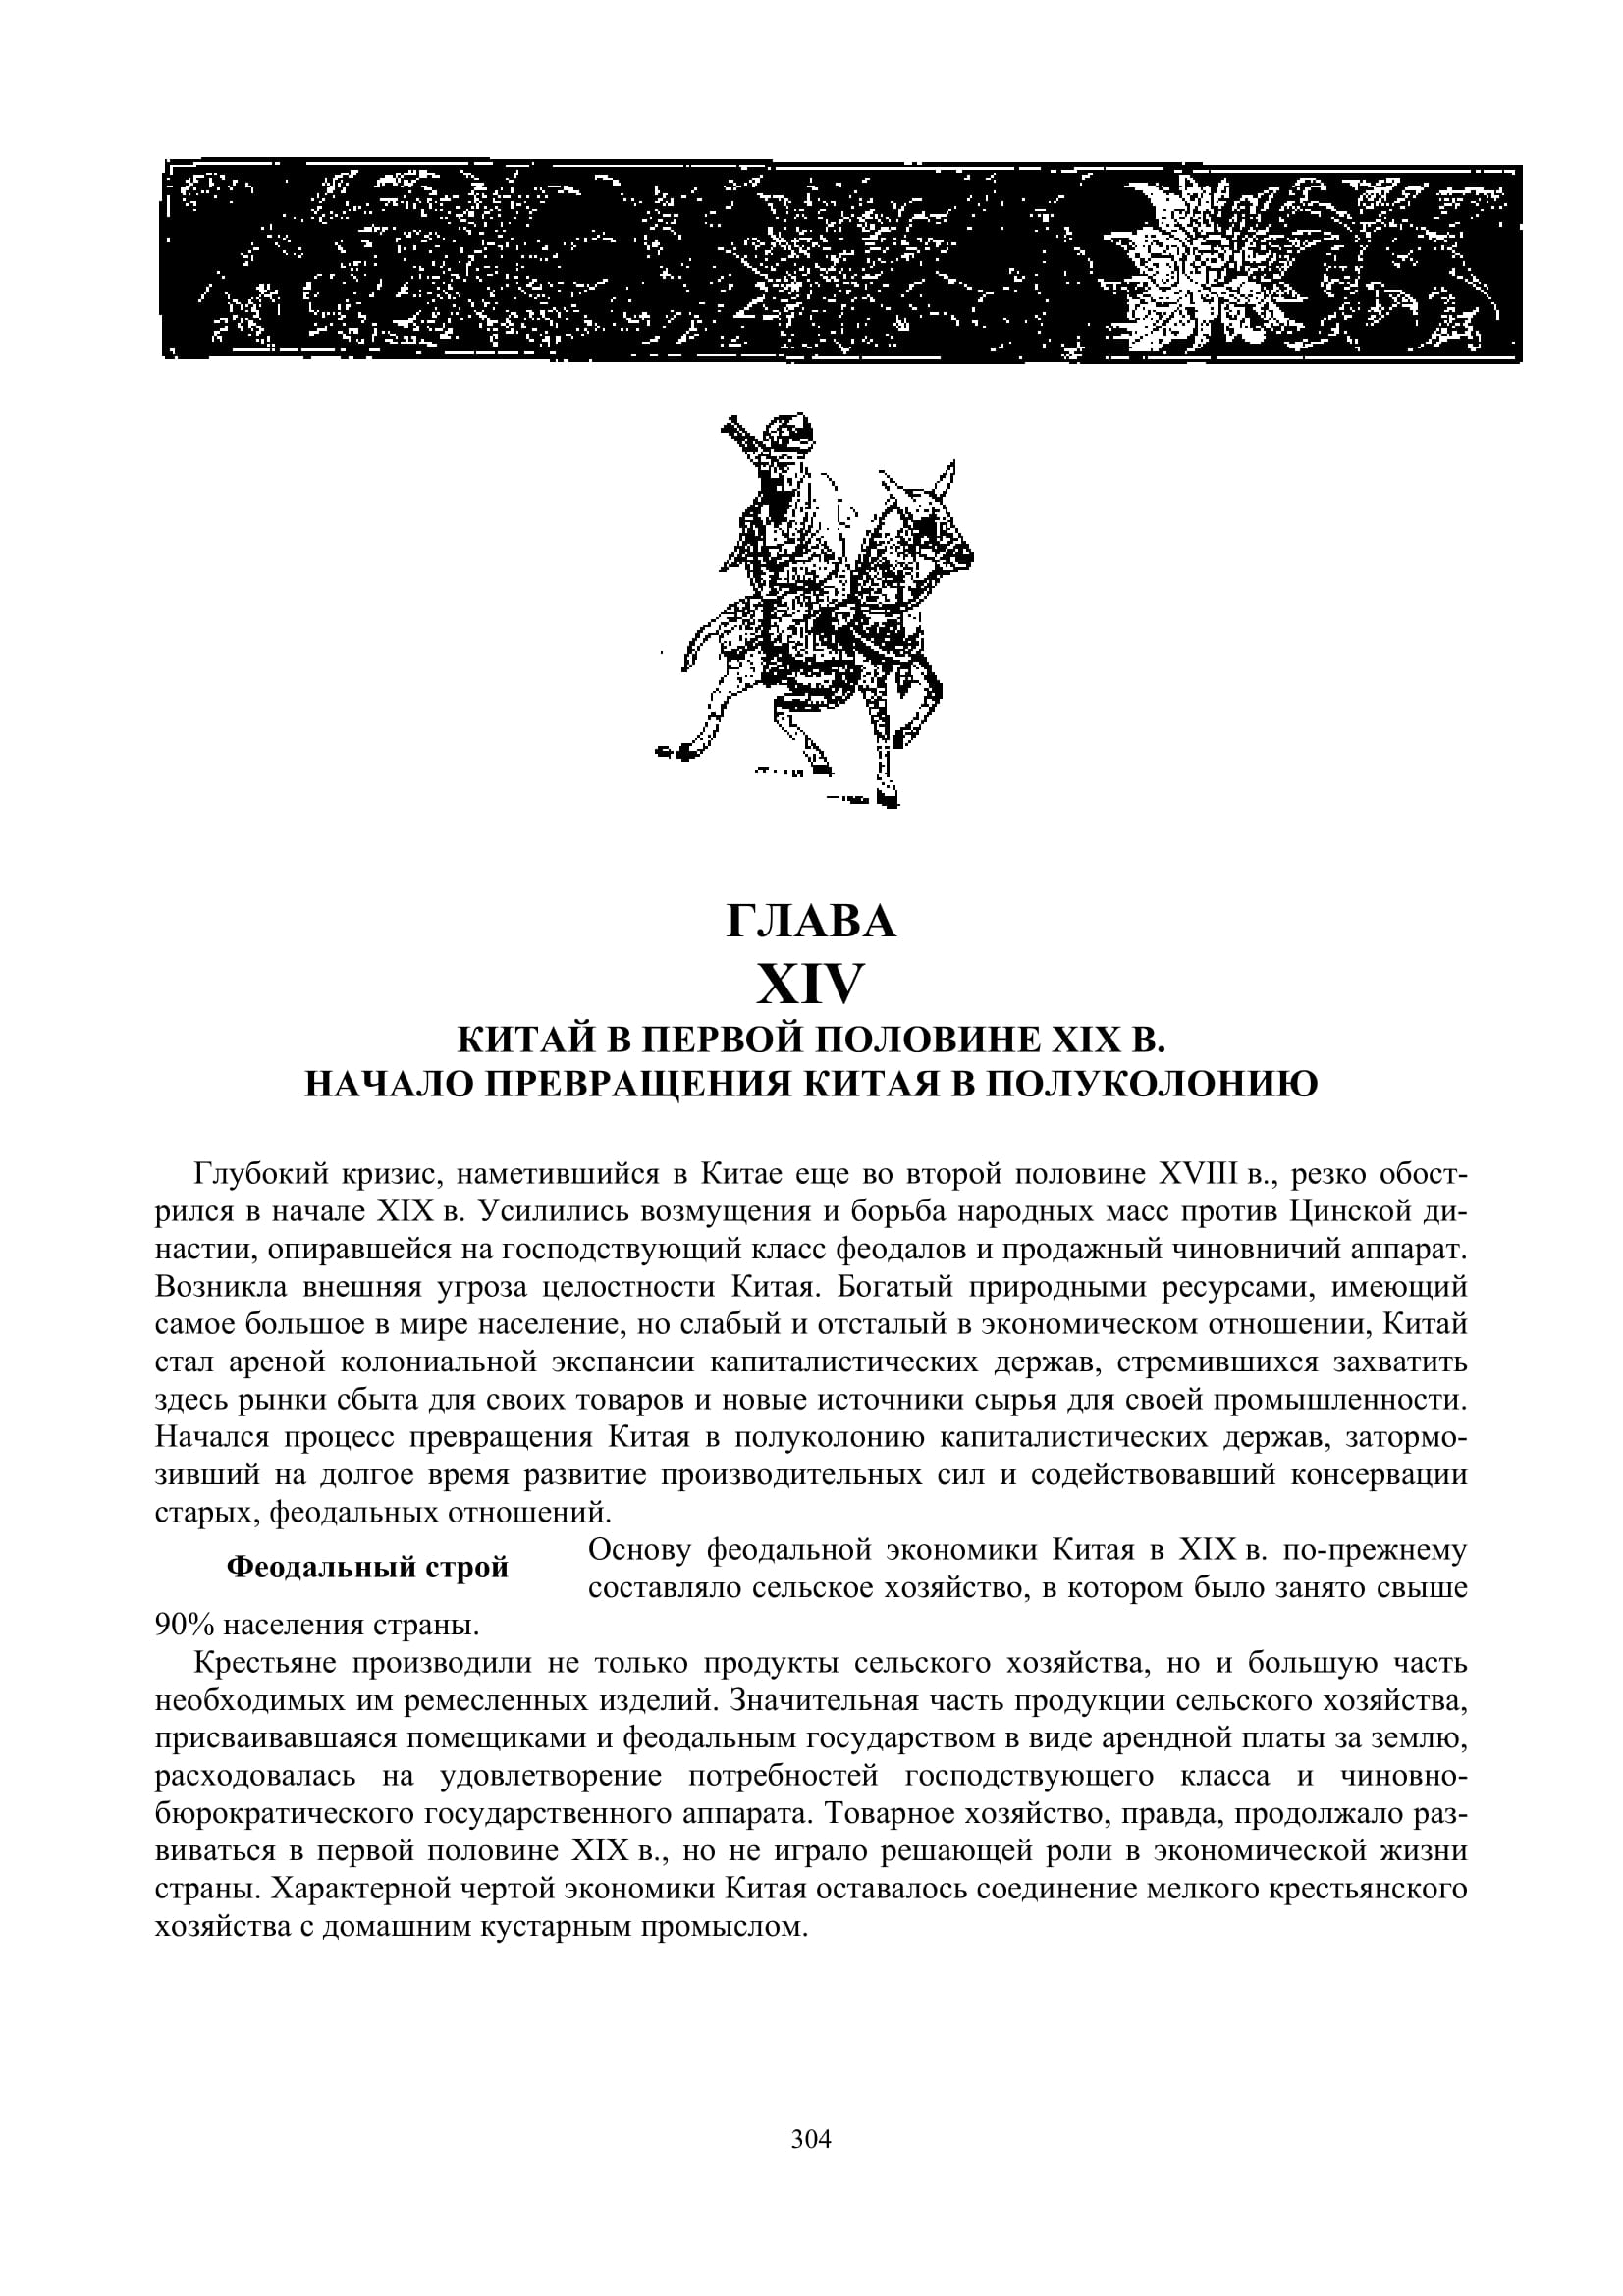 ГЛАВА
XIV
КИТАЙ В ПЕРВОЙ ПОЛОВИНЕ XIX В.
НАЧАЛО ПРЕВРАЩЕНИЯ КИТАЯ В ПОЛУКОЛОНИЮ
Глубокий кризис, наметившийся в Китае еще во второй половине XVIII в., резко обост-
рился в начале XIX в. Усилились возмущения и борьба народных масс против Цинской ди-
настии, опиравшейся на господствующий класс феодалов и продажный чиновничий аппарат.
Возникла внешняя угроза целостности Китая. Богатый природными ресурсами, имеющий
самое большое в мире население, но слабый и отсталый в экономическом отношении, Китай
стал ареной колониальной экспансии капиталистических держав, стремившихся захватить
здесь рынки сбыта для своих товаров и новые источники сырья для своей промышленности.
Начался процесс превращения Китая в полуколонию капиталистических держав, затормо-
зивший на долгое время развитие производительных сил и содействовавший консервации
старых, феодальных отношений.
Феодальный строй
Основу феодальной экономики Китая в XIX в. по-прежнему
составляло сельское хозяйство, в котором было занято свыше
90% населения страны.
Крестьяне производили не только продукты сельского хозяйства, но и большую часть
необходимых им ремесленных изделий. Значительная часть продукции сельского хозяйства,
присваивавшаяся помещиками и феодальным государством в виде арендной платы за землю,
расходовалась на удовлетворение потребностей господствующего класса и чиновно-
бюрократического государственного аппарата. Товарное хозяйство, правда, продолжало раз-
виваться в первой половине XIX в., но не играло решающей роли в экономической жизни
страны. Характерной чертой экономики Китая оставалось соединение мелкого крестьянского
хозяйства с домашним кустарным промыслом.
304